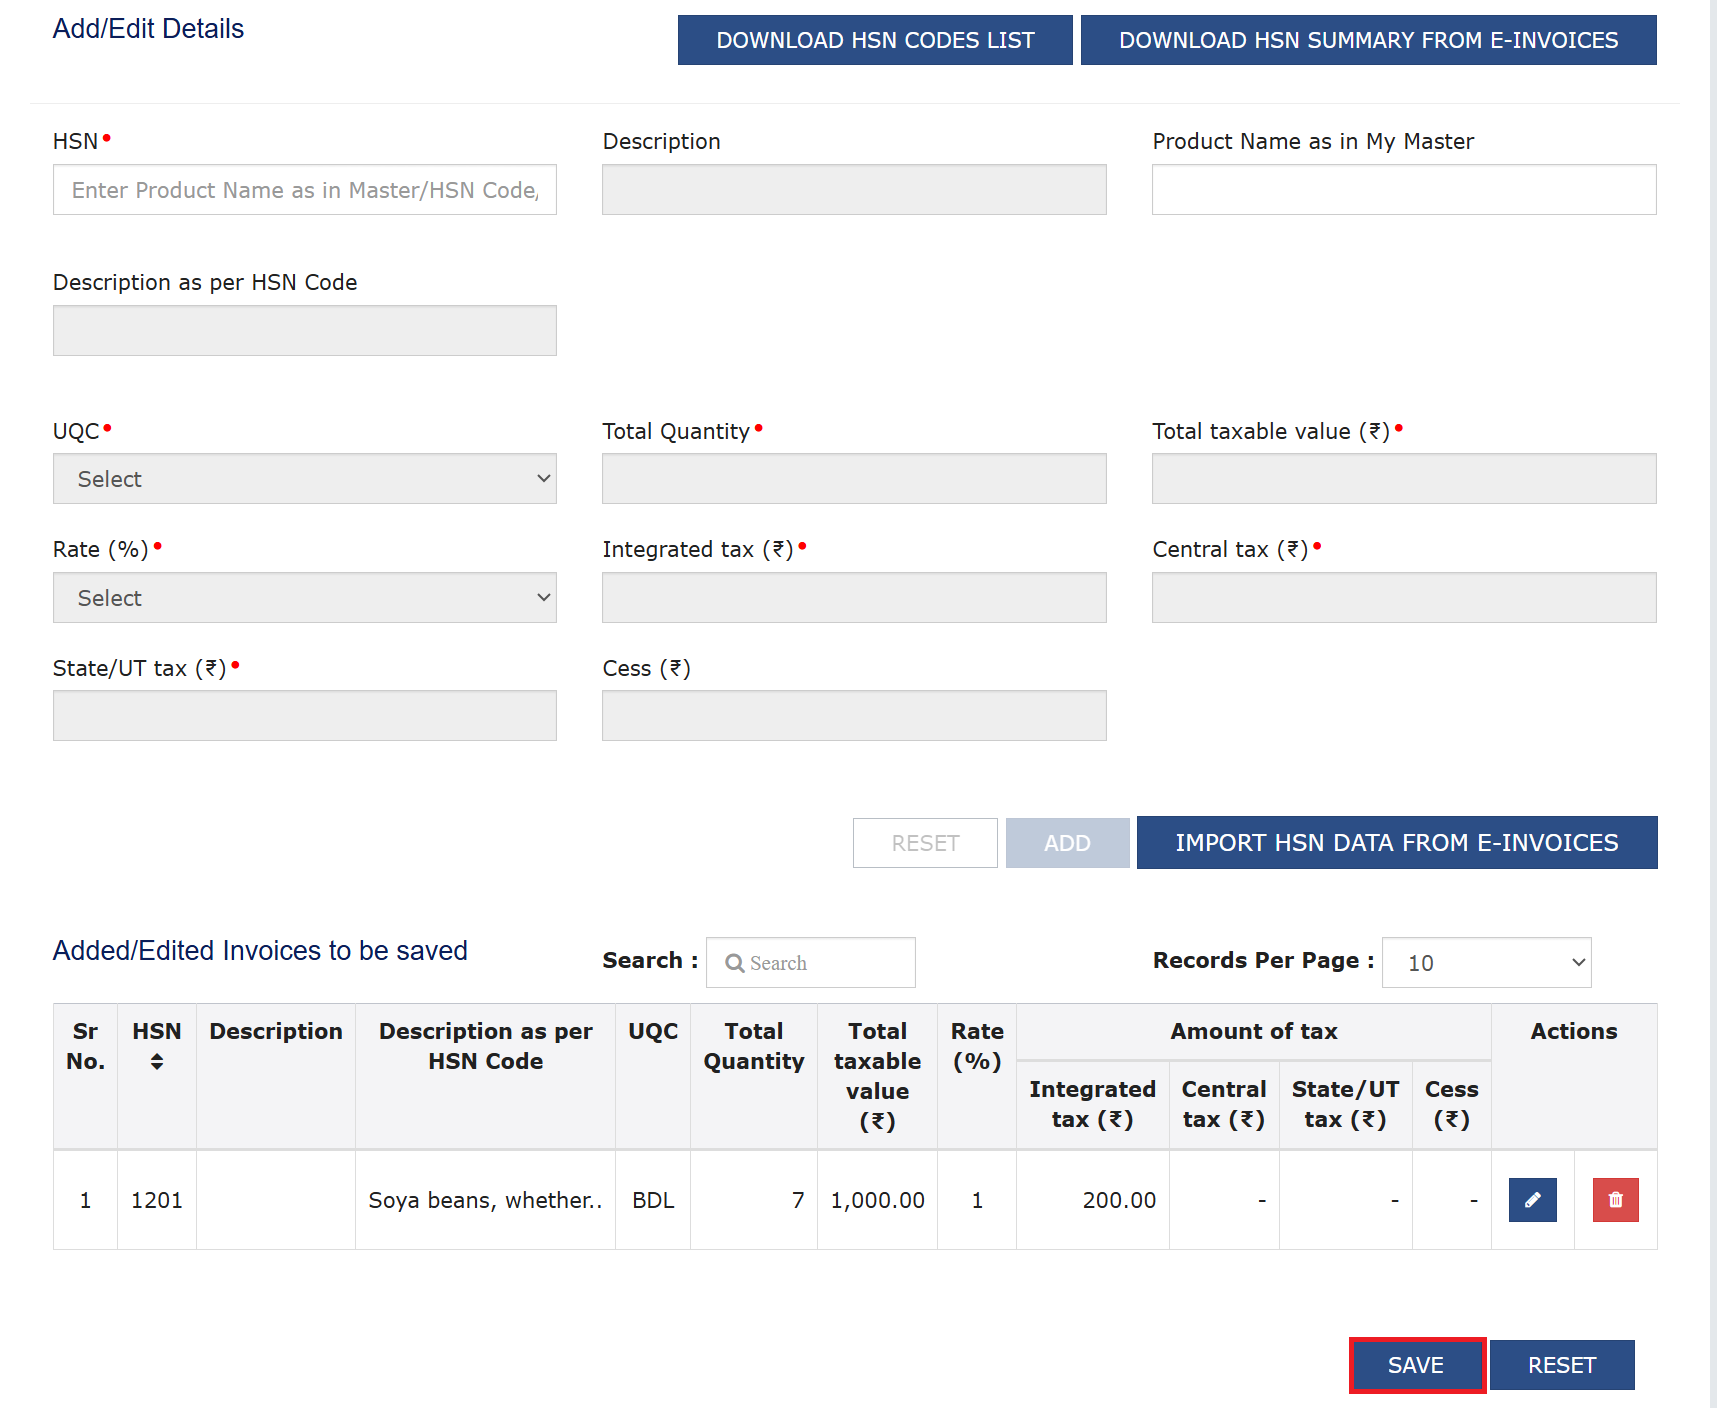 Add/Edit Details
DOWNLOAD HSN CODES LIST
DOWNLOAD HSN SUMMARY FROM E-INVOICES
HSN•
Description
Product Name as in My Master
Enter Product Name as in Master/HSN Code,
Description as per HSN Code
UQC•
Total Quantity•
Total taxable value (₹)•
Select
Rate (%)•
Integrated tax (₹)•
Central tax (₹)•
Select
State/UT tax (₹)•
Cess (₹)
RESET
ADD
IMPORT HSN DATA FROM E-INVOICES
Added/Edited Invoices to be saved
Search :
Search
Records Per Page :
10
Sr No.
HSN
Description
Description as per HSN Code
UQC
Total Quantity
Total taxable value (₹)
Rate (%)
Amount of tax
Actions
Integrated tax (₹)
Central tax (₹)
State/UT tax (₹)
Cess (₹)
1
1201
Soya beans, whether..
BDL
7
1,000.00
1
200.00
-
-
-
SAVE
RESET